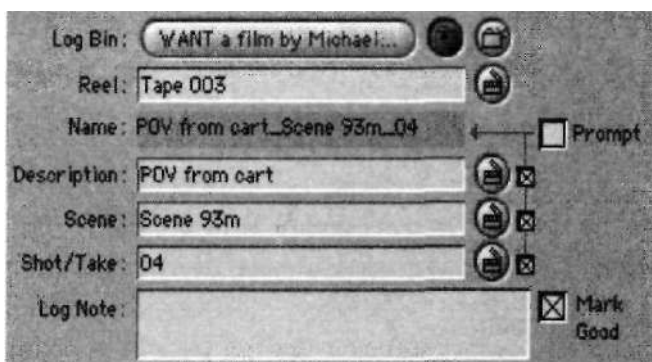 Log Bin: WANT a film by Michael...
Reel: Tape 003
Name: POV from cart_Scene 93m_04 Prompt
Description: POV from cart
Scene: Scene 93m
Shot/Take: 04
Log Note: Mark
Good